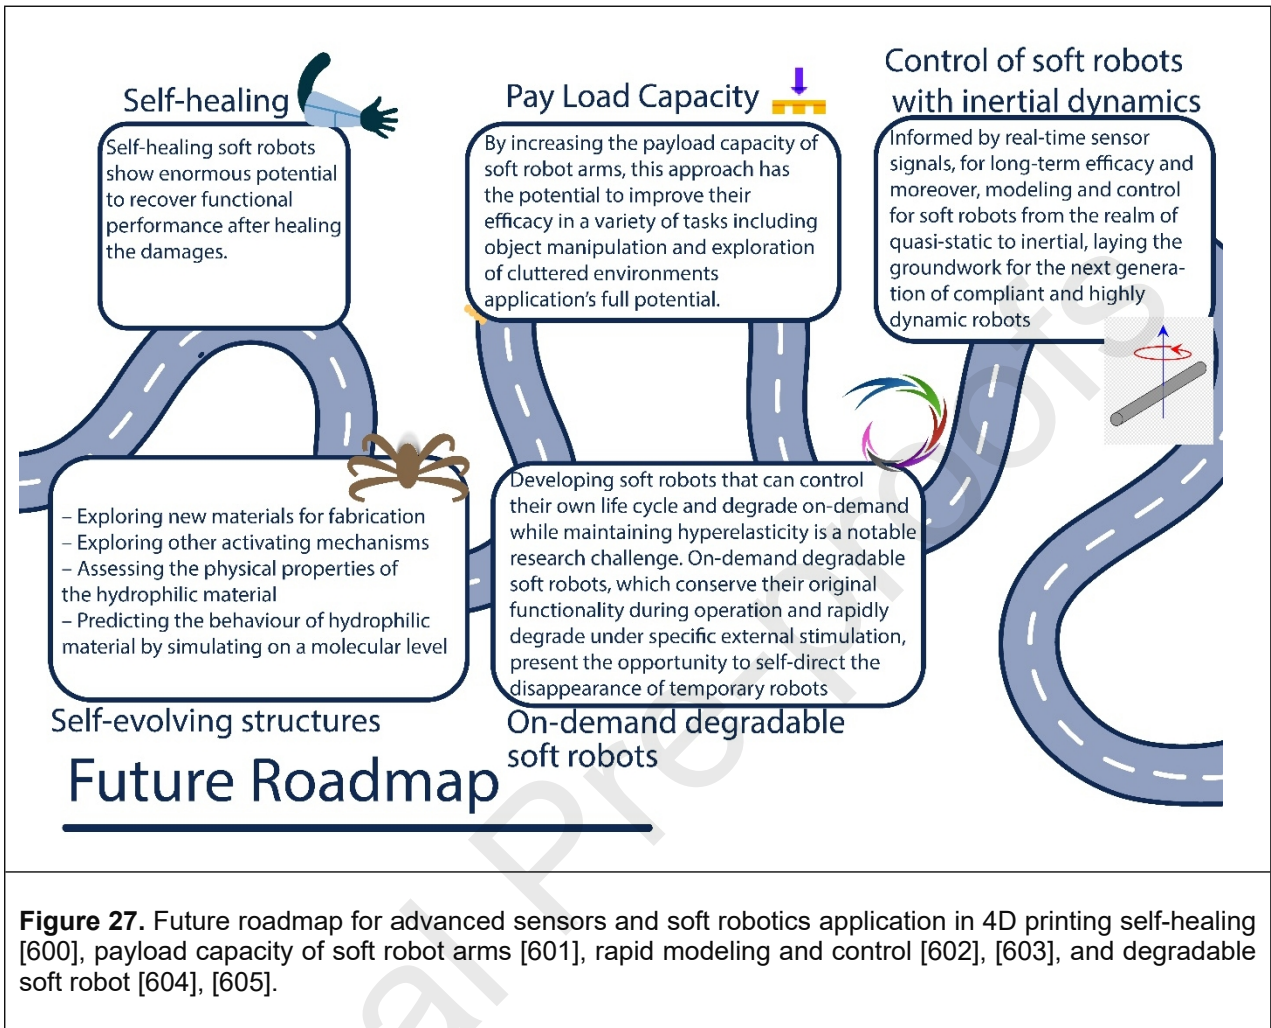 Self-healing
Self-healing soft robots
show enormous potential
to recover functional
performance after healing
the damages.
Pay Load Capacity
By increasing the payload capacity of
soft robot arms, this approach has
the potential to improve their
efficacy in a variety of tasks including
object manipulation and exploration
of cluttered environments
application's full potential.
Control of soft robots
with inertial dynamics
Informed by real-time sensor
signals, for long-term efficacy and
moreover, modeling and control
for soft robots from the realm of
quasi-static to inertial, laying the
groundwork for the next genera-
tion of compliant and highly
dynamic robots
– Exploring new materials for fabrication
– Exploring other activating mechanisms
– Assessing the physical properties of
the hydrophilic material
– Predicting the behaviour of hydrophilic
material by simulating on a molecular level
Self-evolving structures
Developing soft robots that can control
their own life cycle and degrade on-demand
while maintaining hyperelasticity is a notable
research challenge. On-demand degradable
soft robots, which conserve their original
functionality during operation and rapidly
degrade under specific external stimulation,
present the opportunity to self-direct the
disappearance of temporary robots
On-demand degradable
soft robots
Future Roadmap
Figure 27. Future roadmap for advanced sensors and soft robotics application in 4D printing self-healing
[600], payload capacity of soft robot arms [601], rapid modeling and control [602], [603], and degradable
soft robot [604], [605].
al Pre-proofs